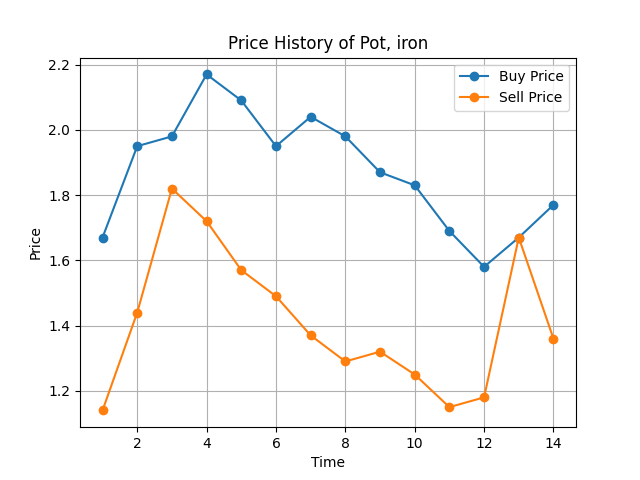 Price History of Pot, iron
Buy Price
Sell Price
Price
2.2
2.0
1.8
1.6
1.4
1.2
2 4 6 8 10 12 14
Time